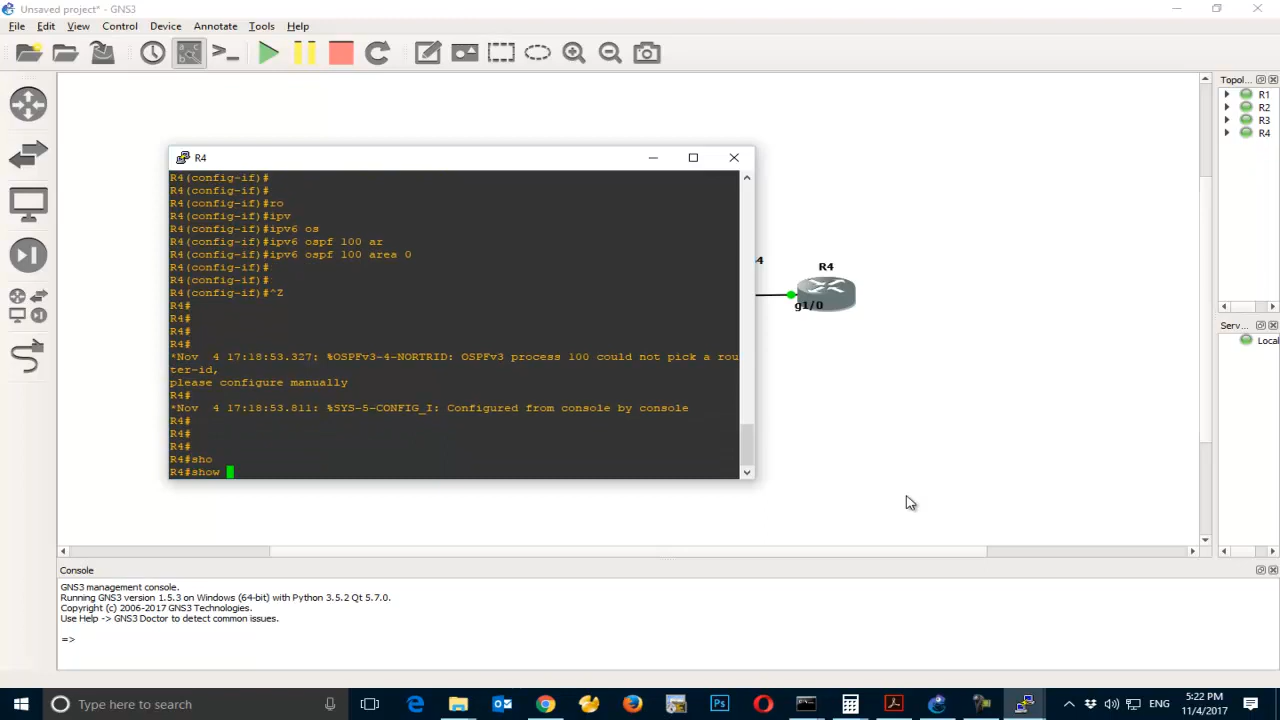 Unsaved project* - GNS3
File Edit View Control Device Annotate Tools Help
Topol...
R1
R2
R3
R4
R4
R4(config-if)#
R4(config-if)#
R4(config-if)#ro
R4(config-if)#ipv
R4(config-if)#ipv6 os
R4(config-if)#ipv6 ospf 100 ar
R4(config-if)#ipv6 ospf 100 area 0
R4(config-if)#
R4(config-if)#
R4(config-if)#^Z
R4#
R4#
R4#
R4#
*Nov  4 17:18:53.327: %OSPFv3-4-NORTRID: OSPFv3 process 100 could not pick a rou
ter-id,
please configure manually
R4#
*Nov  4 17:18:53.811: %SYS-5-CONFIG_I: Configured from console by console
R4#
R4#
R4#
R4#sho
R4#show
4
R4
g1/0
Serv...
Local
Console
GNS3 management console.
Running GNS3 version 1.5.3 on Windows (64-bit) with Python 3.5.2 Qt 5.7.0.
Copyright (c) 2006-2017 GNS3 Technologies.
Use Help -> GNS3 Doctor to detect common issues.
=>
Type here to search
Ps
ENG
5:22 PM
11/4/2017